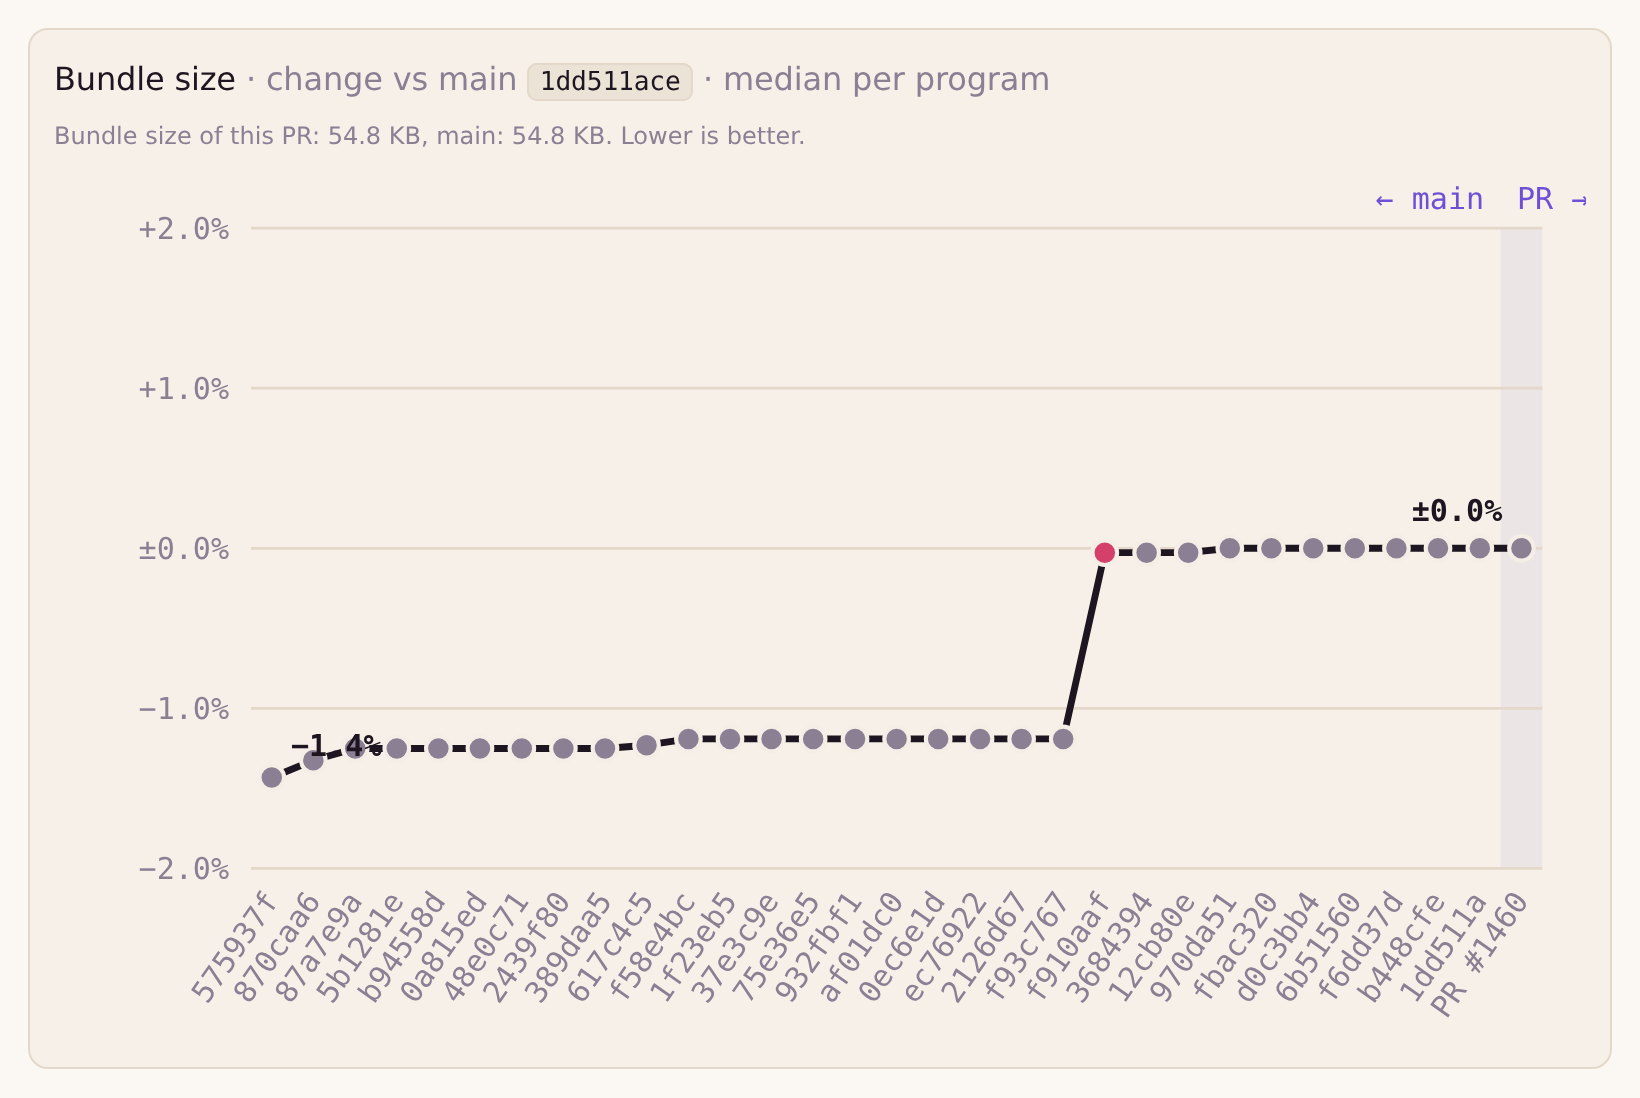 Bundle size · change vs main 1dd511ace · median per program
Bundle size of this PR: 54.8 KB, main: 54.8 KB. Lower is better.
← main PR →
+2.0%
+1.0%
±0.0%
±0.0%
−1.0%
−1.4%
−2.0%
575937f
870caa6
87a7e9a
5b1281e
b94558d
0a815ed
48e0c71
2439f80
389daa5
617c4c5
f58e4bc
1f23eb5
37e3c9e
75e36e5
932fbf1
af01dc0
0ec6e1d
ec76922
2126d67
f93c767
f910aaf
3684394
12cb80e
970da51
fbac320
d0c3bb4
6b51560
f6dd37d
b448cfe
1dd511a
PR #1460